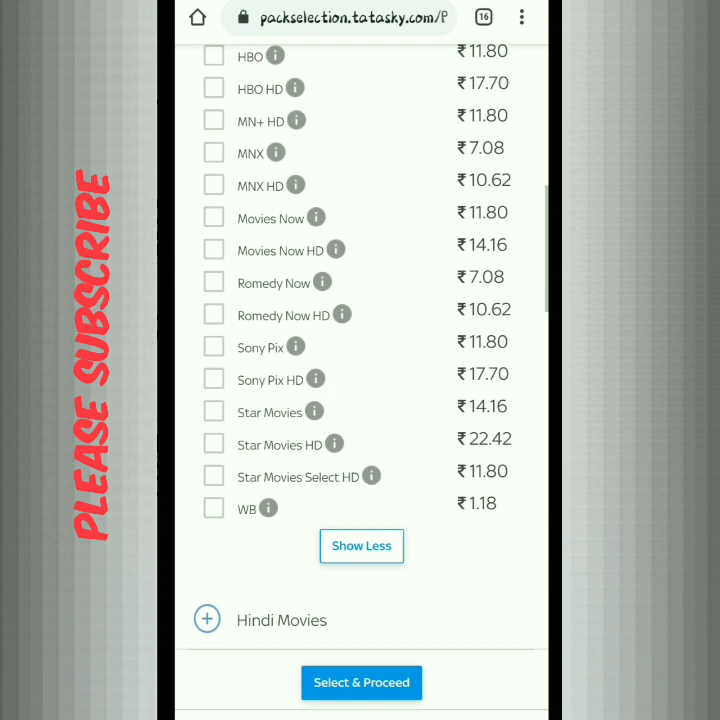 packselection.tatasky.com/P
16
HBO ₹11.80
HBO HD ₹17.70
MN+ HD ₹11.80
MNX ₹7.08
MNX HD ₹10.62
Movies Now ₹11.80
Movies Now HD ₹14.16
Romedy Now ₹7.08
Romedy Now HD ₹10.62
Sony Pix ₹11.80
Sony Pix HD ₹17.70
Star Movies ₹14.16
Star Movies HD ₹22.42
Star Movies Select HD ₹11.80
WB ₹1.18
Show Less
Hindi Movies
Select & Proceed
PLEASE SUBSCRIBE